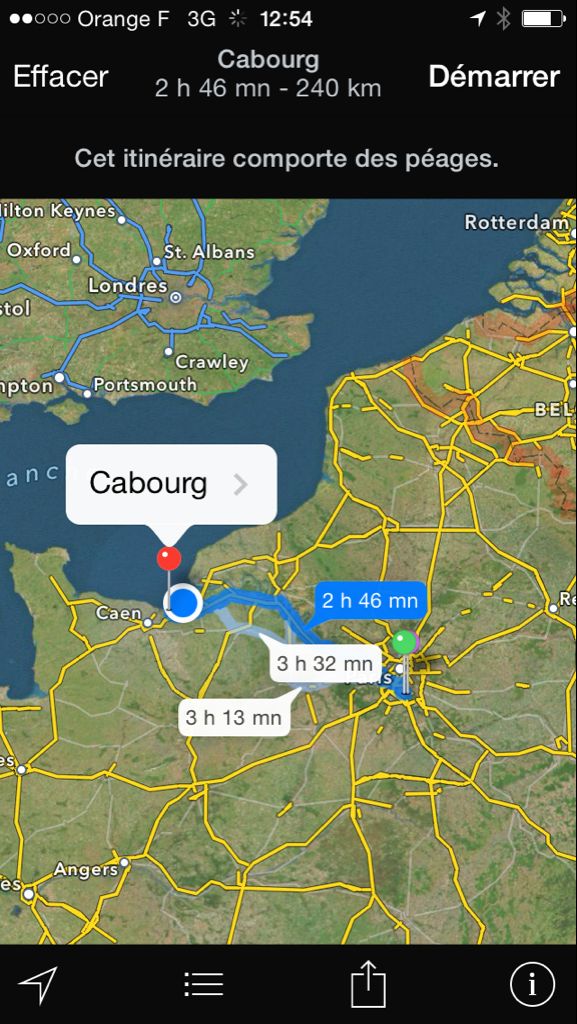 Orange F 3G 12:54
Effacer
Cabourg
2 h 46 mn - 240 km
Démarrer
Cet itinéraire comporte des péages.
ilton Keynes
Rotterdam
Oxford
St. Albans
Londres
stol
Crawley
mpton
Portsmouth
BEL
anch
Cabourg
2 h 46 mn
Re
Caen
3 h 32 mn
Paris
3 h 13 mn
es
Angers
es